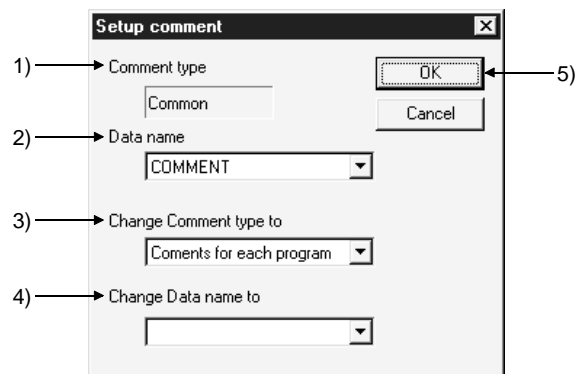 Setup comment
1) Comment type
OK
5)
Common
Cancel
2) Data name
COMMENT
3) Change Comment type to
Coments for each program
4) Change Data name to